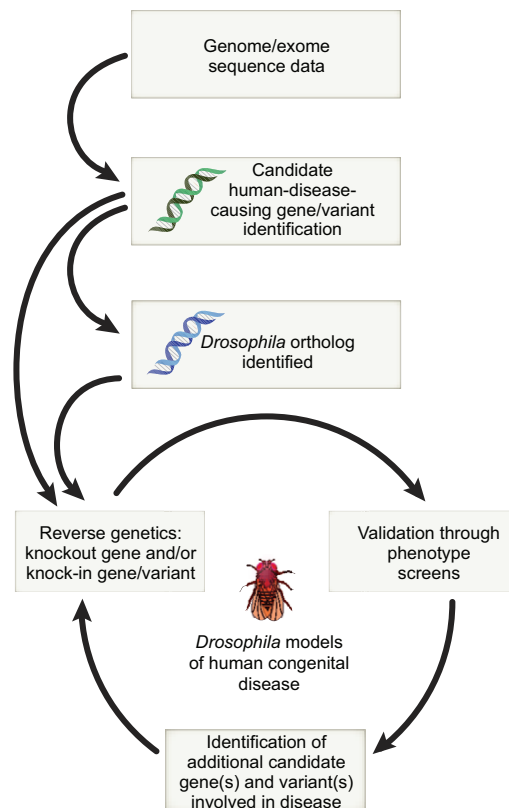 Genome/exome
sequence data
Candidate
human-disease-
causing gene/variant
identification
Drosophila ortholog
identified
Reverse genetics:
knockout gene and/or
knock-in gene/variant
Validation through
phenotype
screens
Drosophila models
of human congenital
disease
Identification of
additional candidate
gene(s) and variant(s)
involved in disease